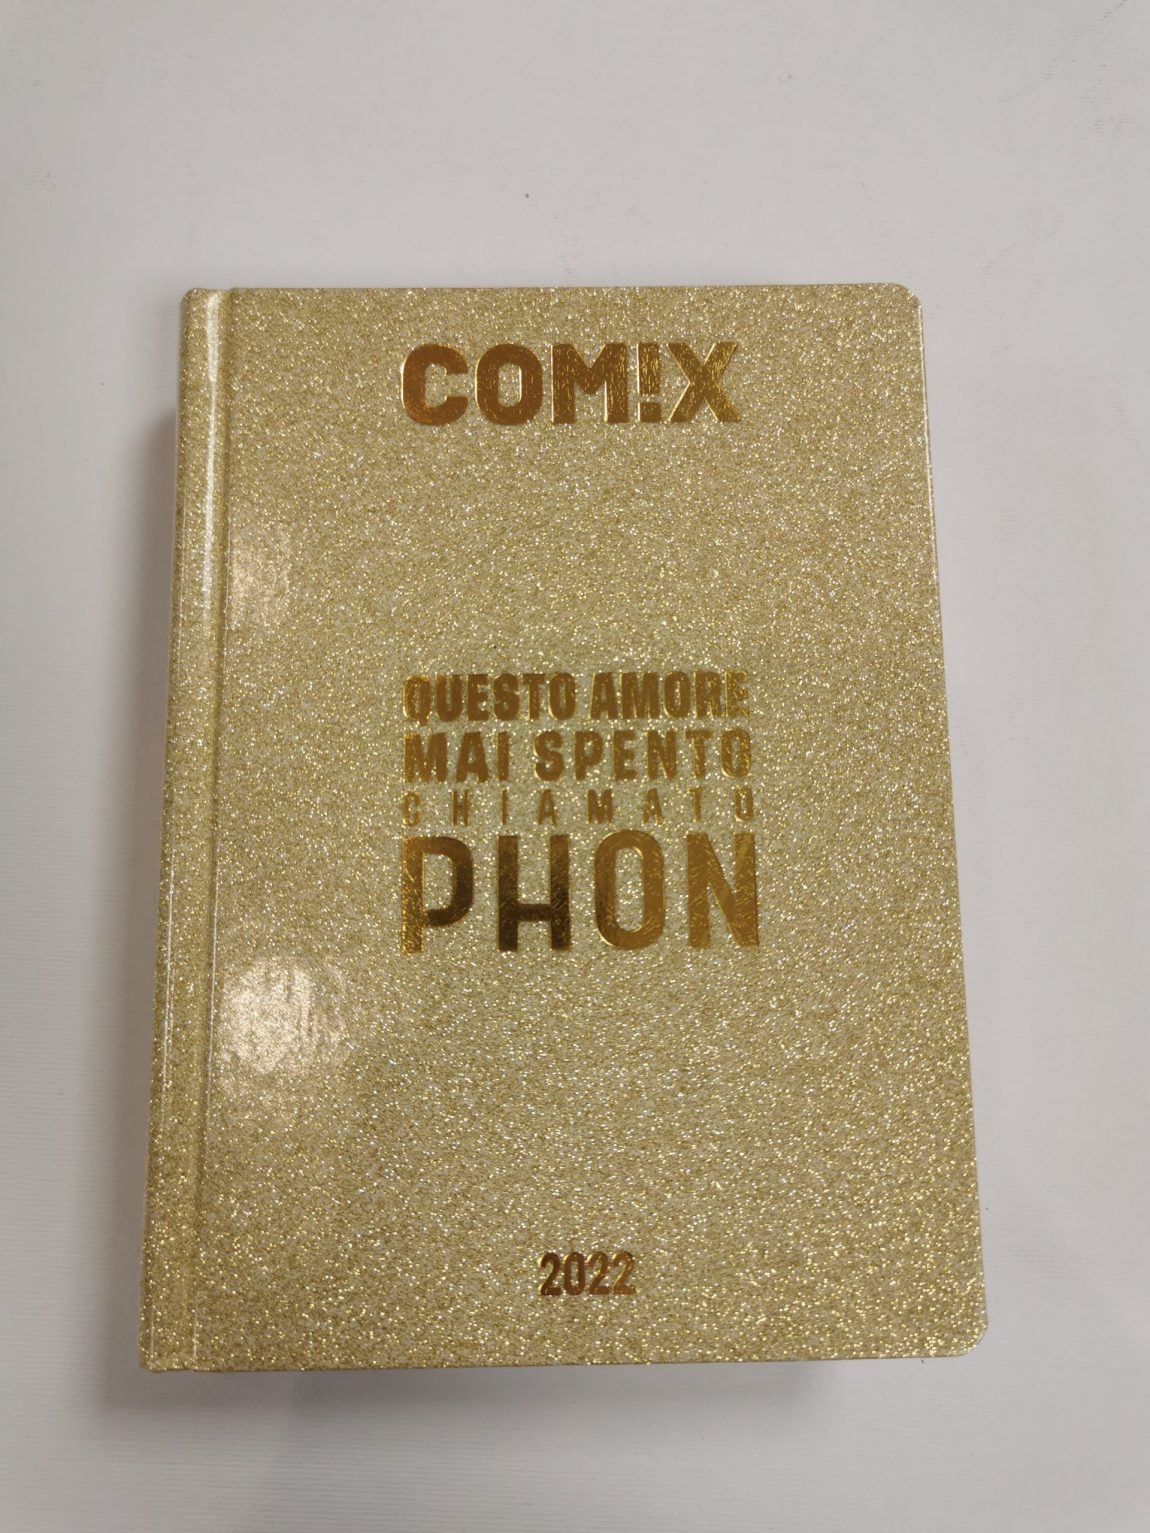 COM!X
QUESTO AMORE
MAI SPENTO
CHIAMATO
PHON
2022